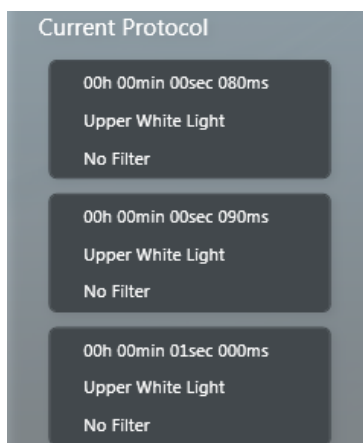 Current Protocol
00h 00min 00sec 080ms
Upper White Light
No Filter
00h 00min 00sec 090ms
Upper White Light
No Filter
00h 00min 01sec 000ms
Upper White Light
No Filter